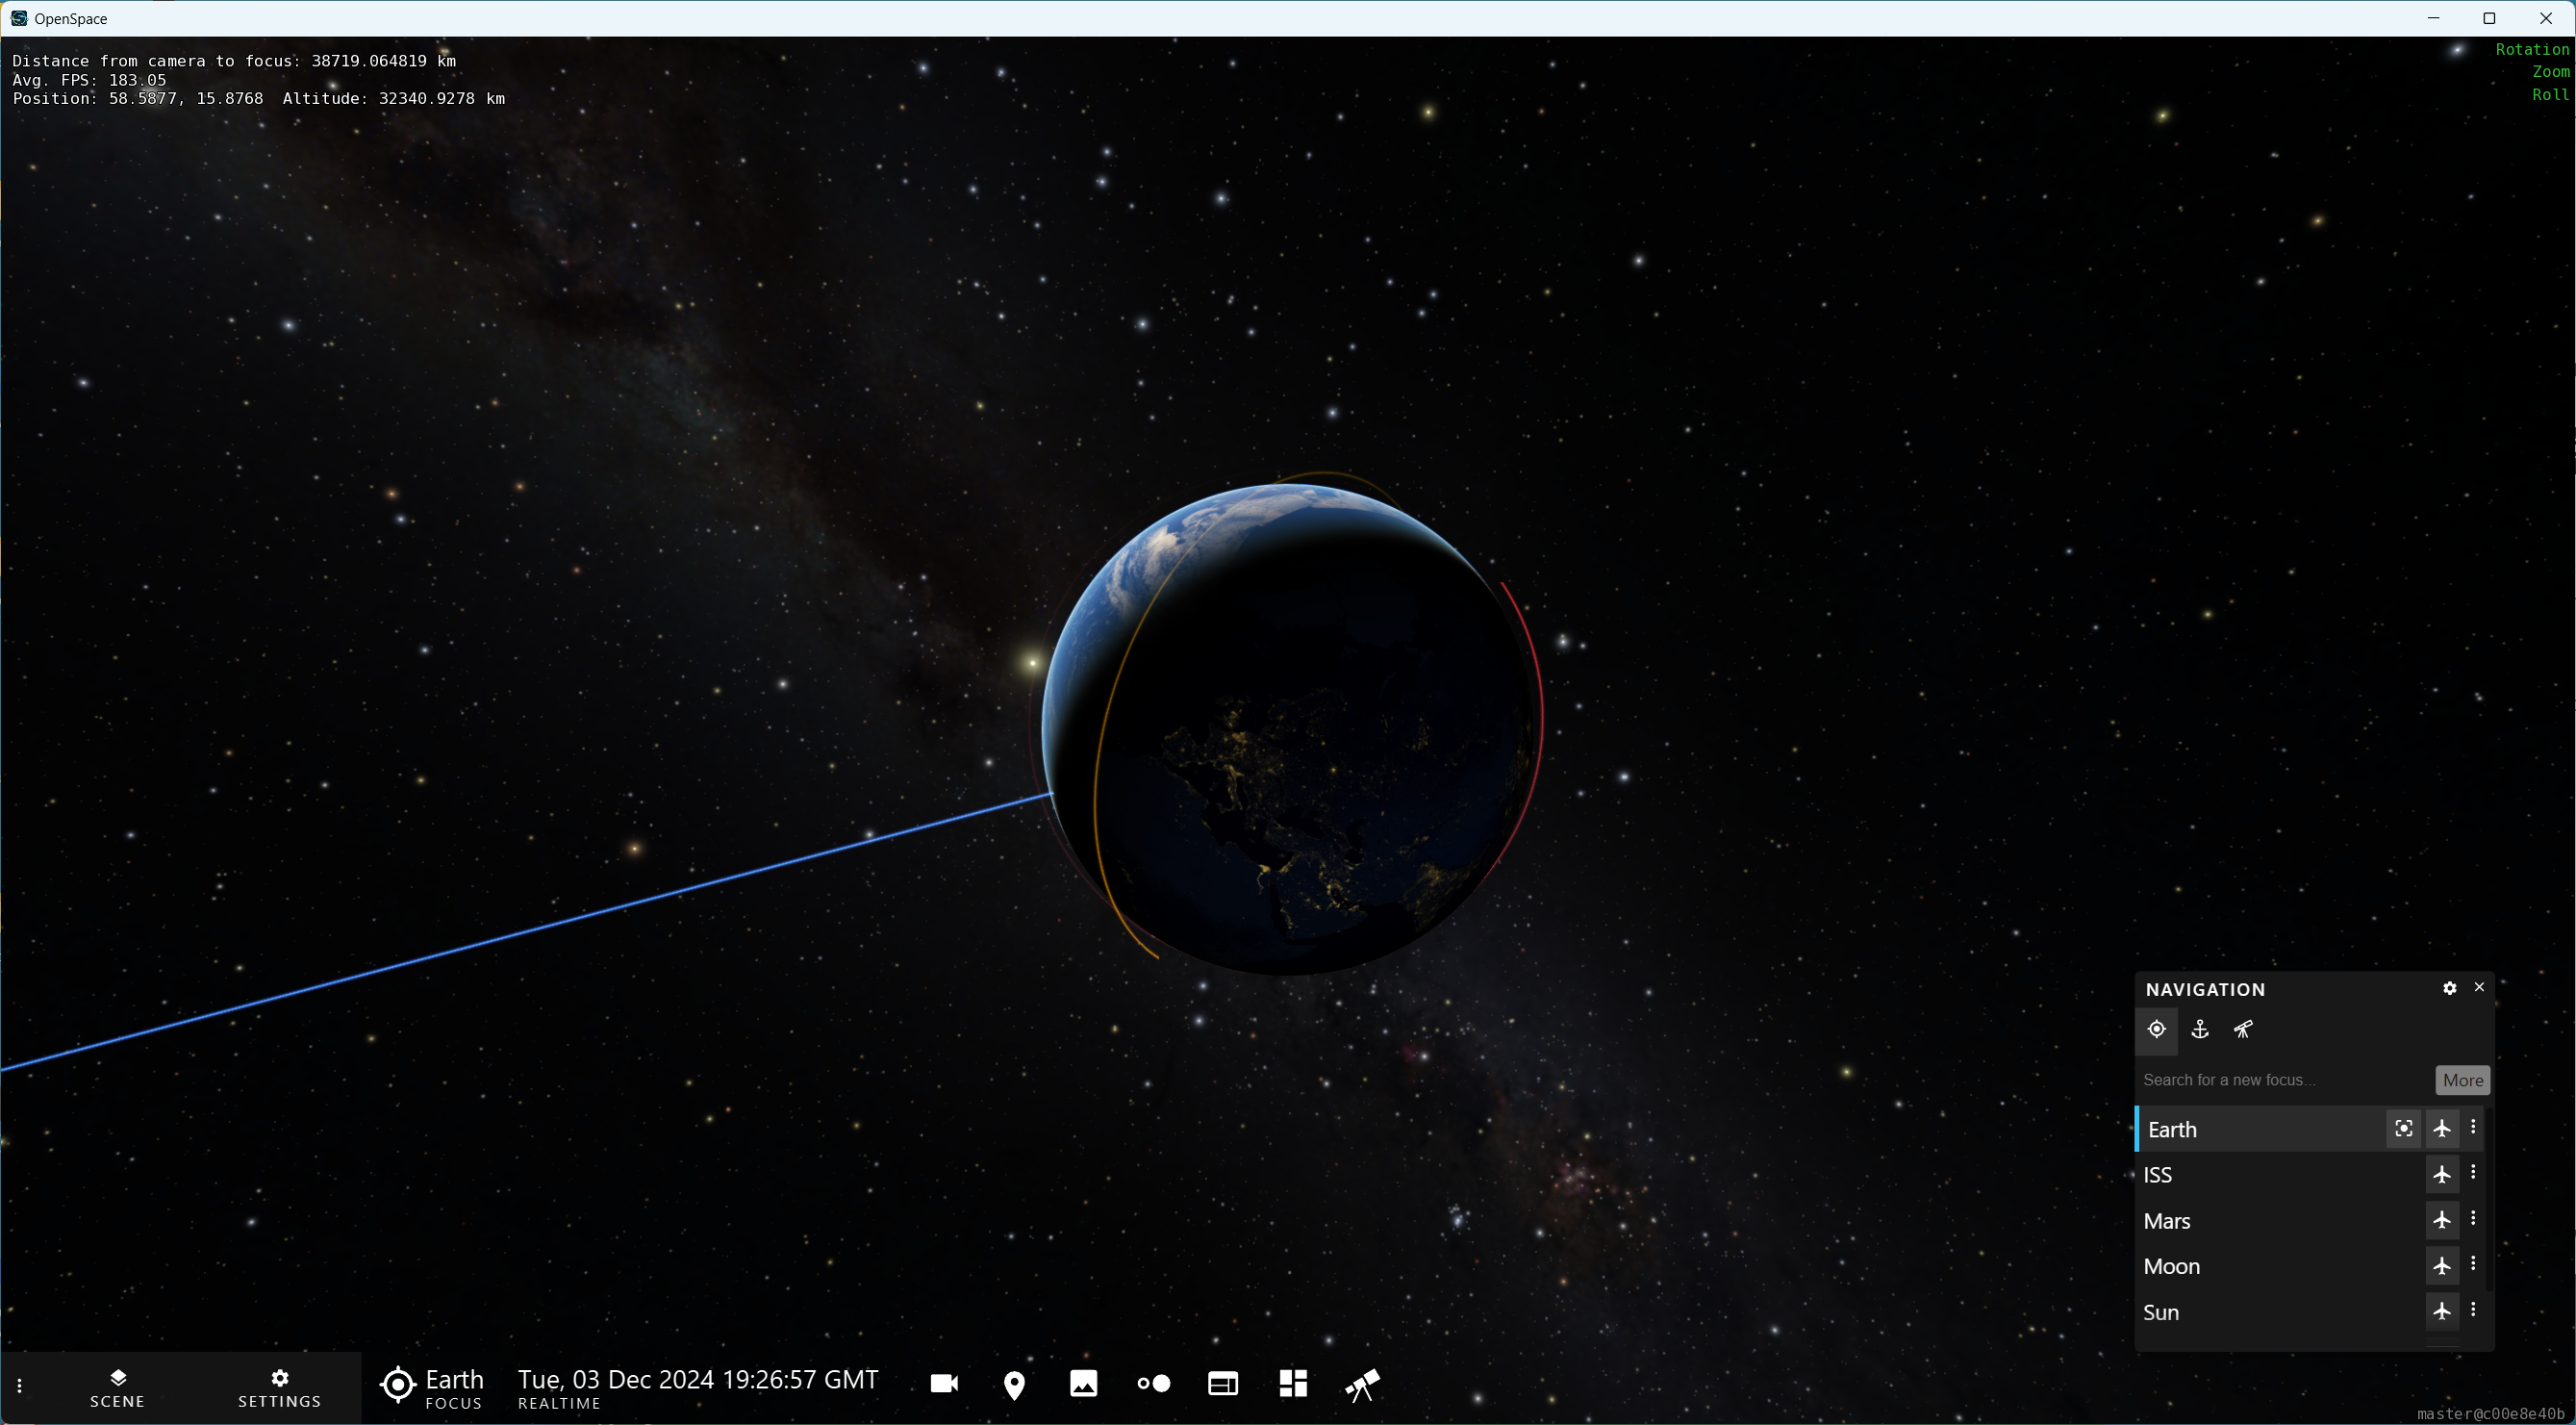 OpenSpace
Distance from camera to focus: 38719.064819 km
Avg. FPS: 183.05
Position: 58.5877, 15.8768  Altitude: 32340.9278 km
Rotation
Zoom
Roll
NAVIGATION
Search for a new focus...
More
Earth
ISS
Mars
Moon
Sun
SCENE
SETTINGS
Earth
FOCUS
Tue, 03 Dec 2024 19:26:57 GMT
REALTIME
master@c00e8e40b